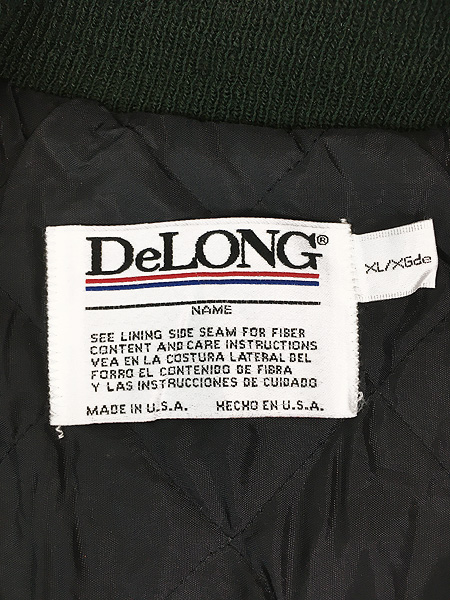 DeLONG®
XL/XGde
NAME
SEE LINING SIDE SEAM FOR FIBER
CONTENT AND CARE INSTRUCTIONS
VEA EN LA COSTURA LATERAL DEL
FORRO EL CONTENIDO DE FIBRA
Y LAS INSTRUCCIONES DE CUIDADO
MADE IN U.S.A. HECHO EN U.S.A.